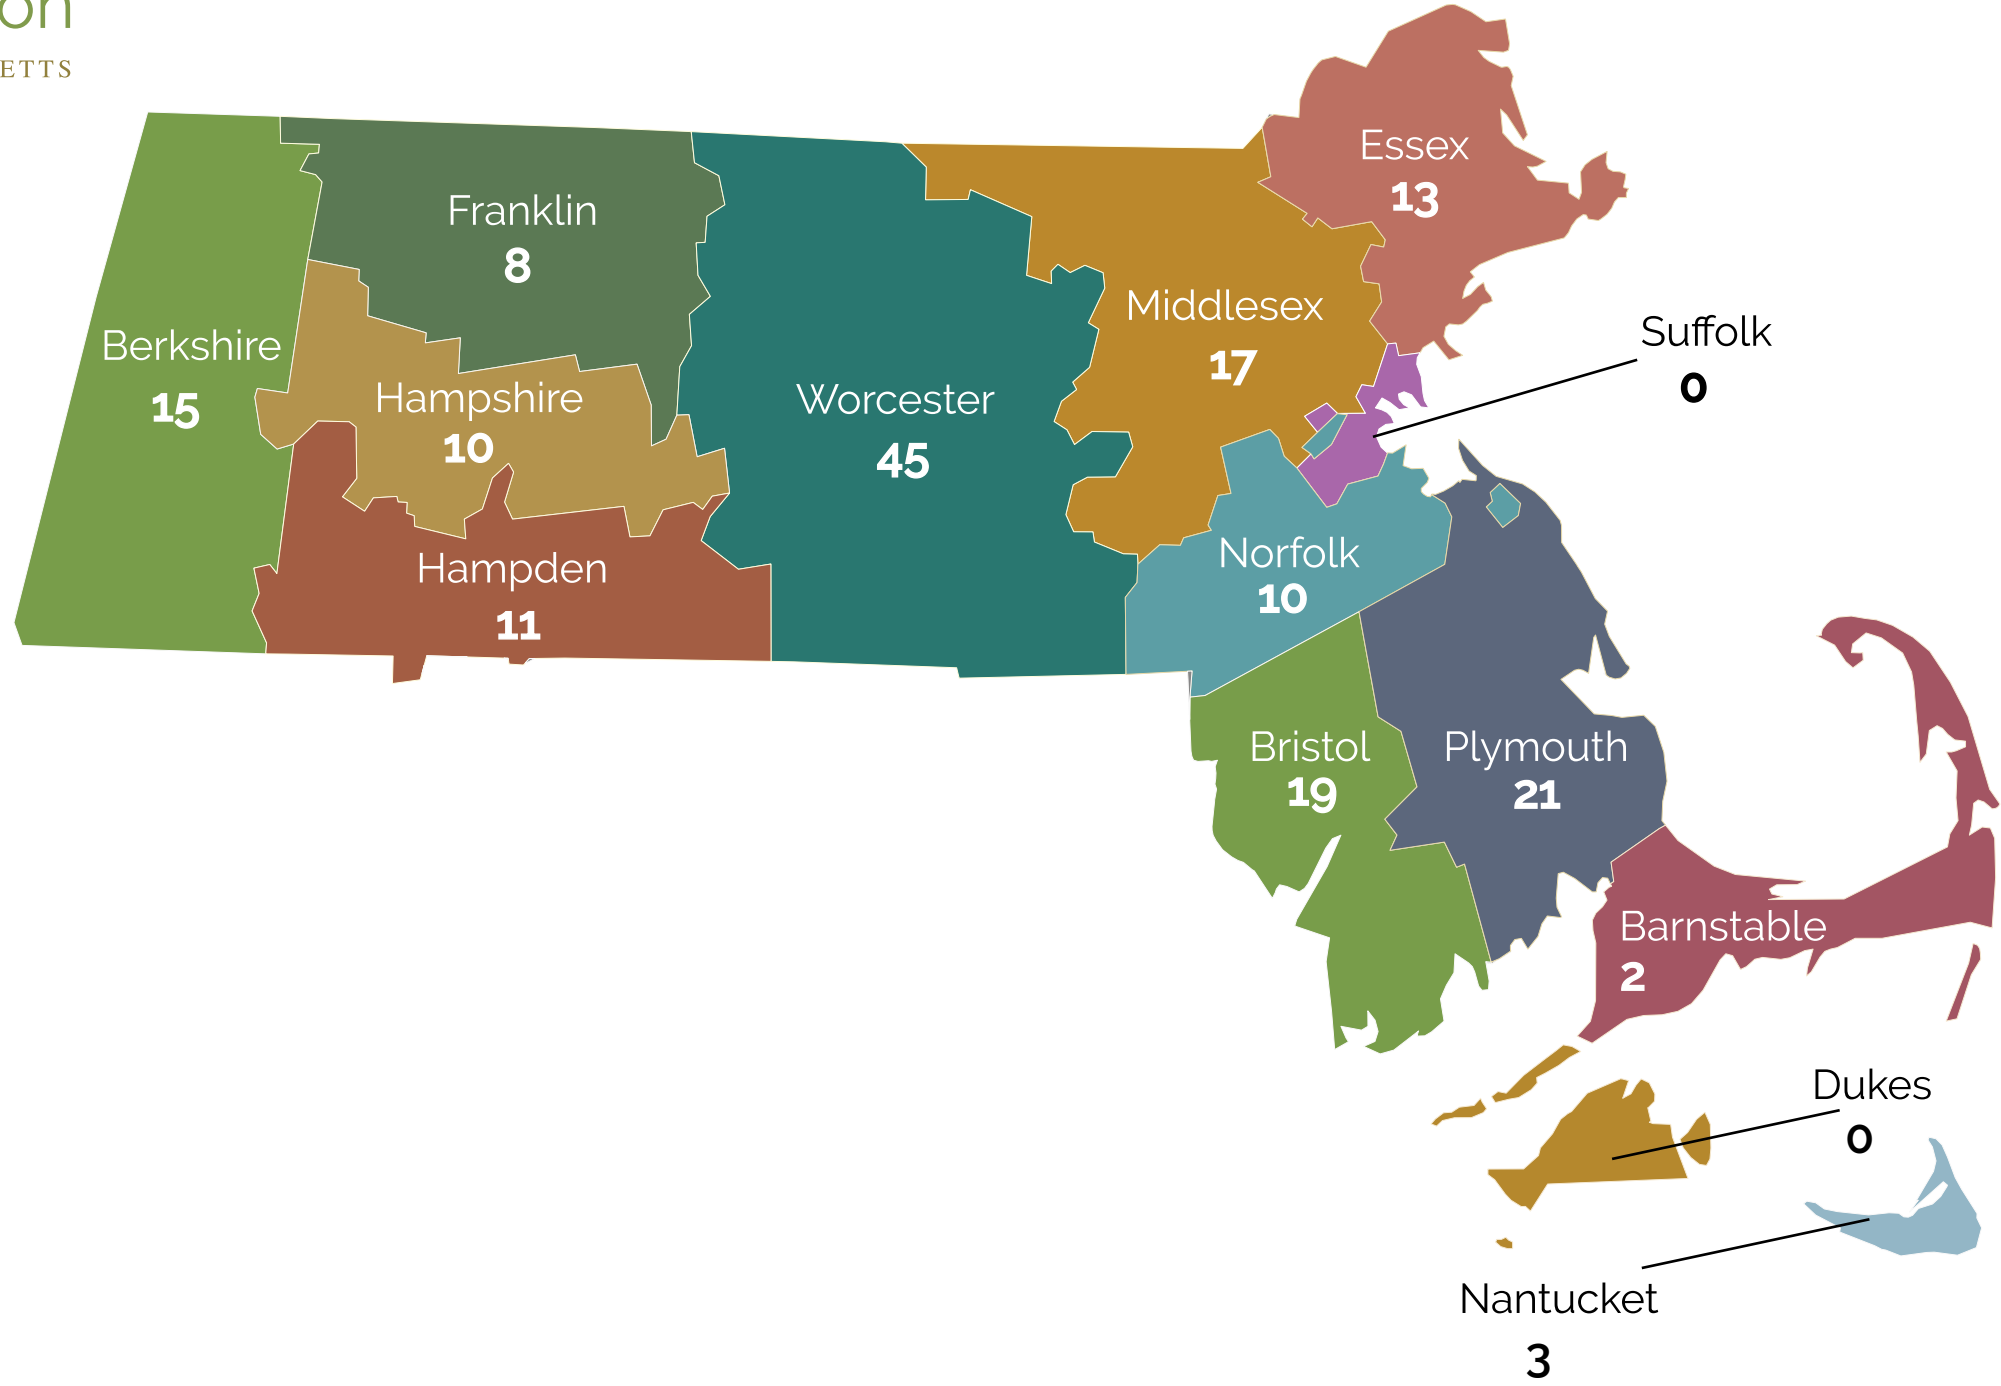 on
ETTS
Essex
13
Franklin
8
Middlesex
17
Suffolk
0
Berkshire
15
Hampshire
10
Worcester
45
Norfolk
10
Hampden
11
Bristol
19
Plymouth
21
Barnstable
2
Dukes
0
Nantucket
3